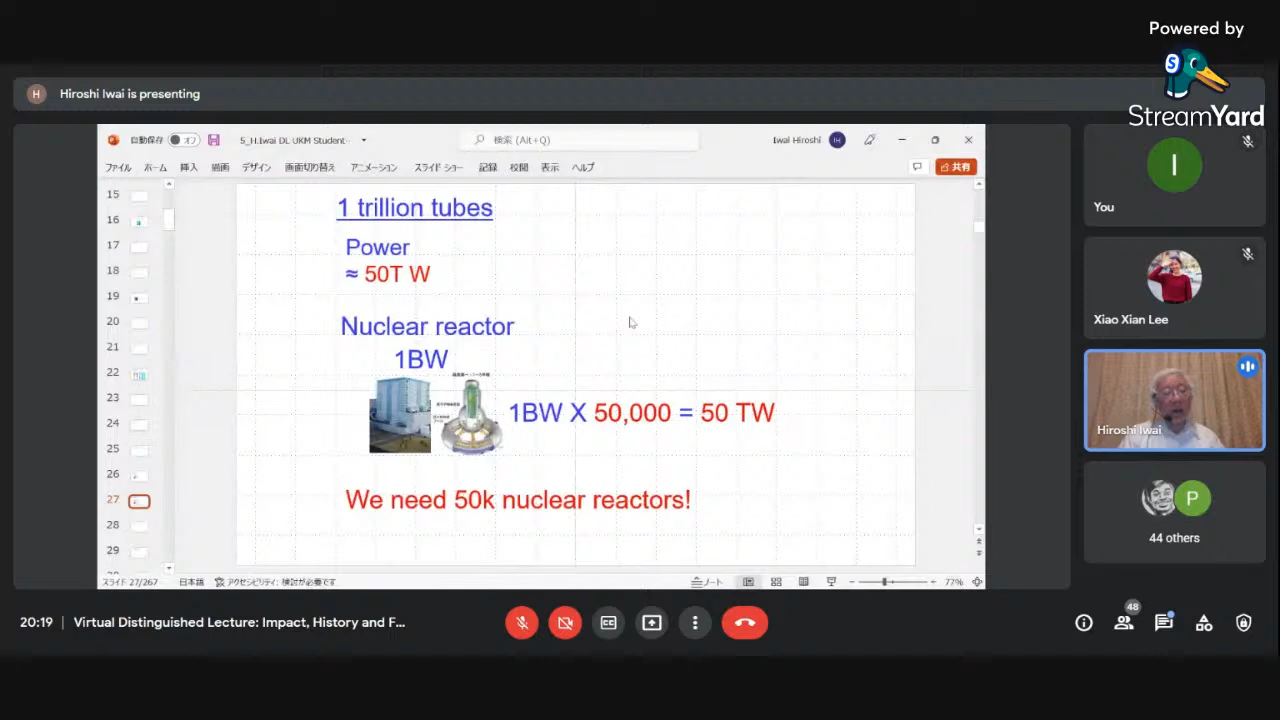 Powered by
StreamYard
H Hiroshi Iwai is presenting
自動保存 オフ 5_H.Iwai DL UKM Student 検索 (Alt+Q) Iwai Hiroshi IH
ファイル ホーム 挿入 描画 デザイン 画面切り替え アニメーション スライド ショー 記録 校閲 表示 ヘルプ 共有
15
16
17
18
19
20
21
22
23
24
25
26
27
28
29
1 trillion tubes
Power
≈ 50T W
Nuclear reactor
1BW
1BW X 50,000 = 50 TW
We need 50k nuclear reactors!
スライド 27/267 日本語 アクセシビリティ: 検討が必要です ノート 77%
I
You
Xiao Xian Lee
Hiroshi Iwai
P
44 others
20:19 | Virtual Distinguished Lecture: Impact, History and F...
48